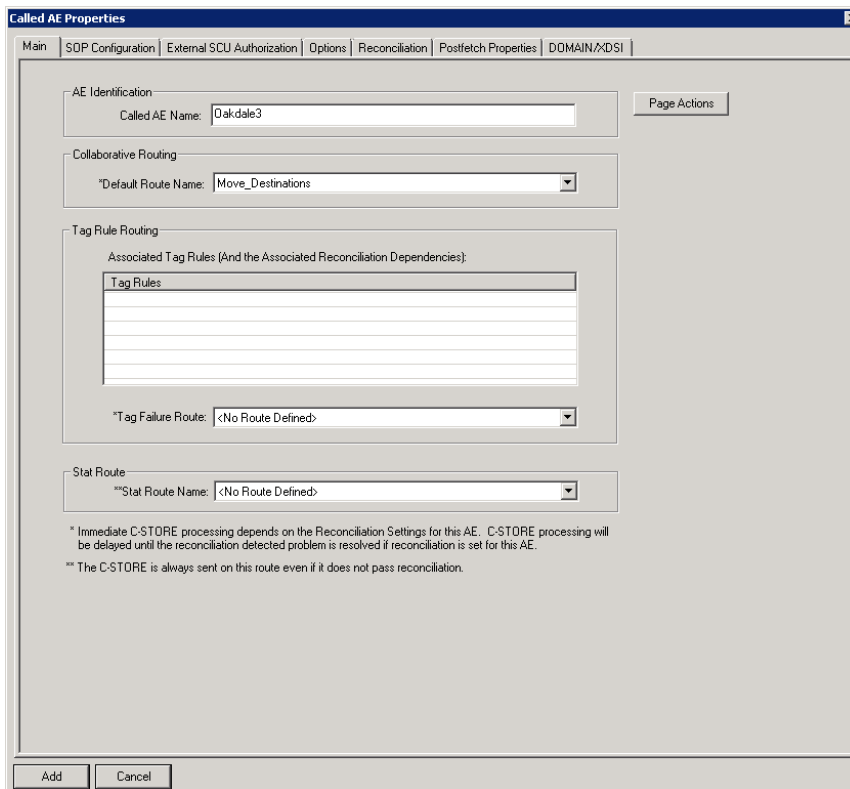 Called AE Properties
Main SOP Configuration External SCU Authorization Options Reconciliation Postfetch Properties DOMAIN/XDSI
AE Identification
Called AE Name: Oakdale3
Page Actions
Collaborative Routing
*Default Route Name: Move_Destinations
Tag Rule Routing
Associated Tag Rules (And the Associated Reconciliation Dependencies):
Tag Rules
*Tag Failure Route: <No Route Defined>
Stat Route
**Stat Route Name: <No Route Defined>
* Immediate C-STORE processing depends on the Reconciliation Settings for this AE. C-STORE processing will
be delayed until the reconciliation detected problem is resolved if reconciliation is set for this AE.
** The C-STORE is always sent on this route even if it does not pass reconciliation.
Add Cancel